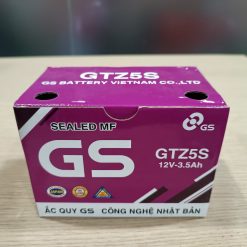 GTZ5S
GS BATTERY VIETNAM CO.,LTD
SEALED MF
GS
GS
GTZ5S
12V-3.5Ah
ẮC QUY GS CÔNG NGHỆ NHẬT BẢN